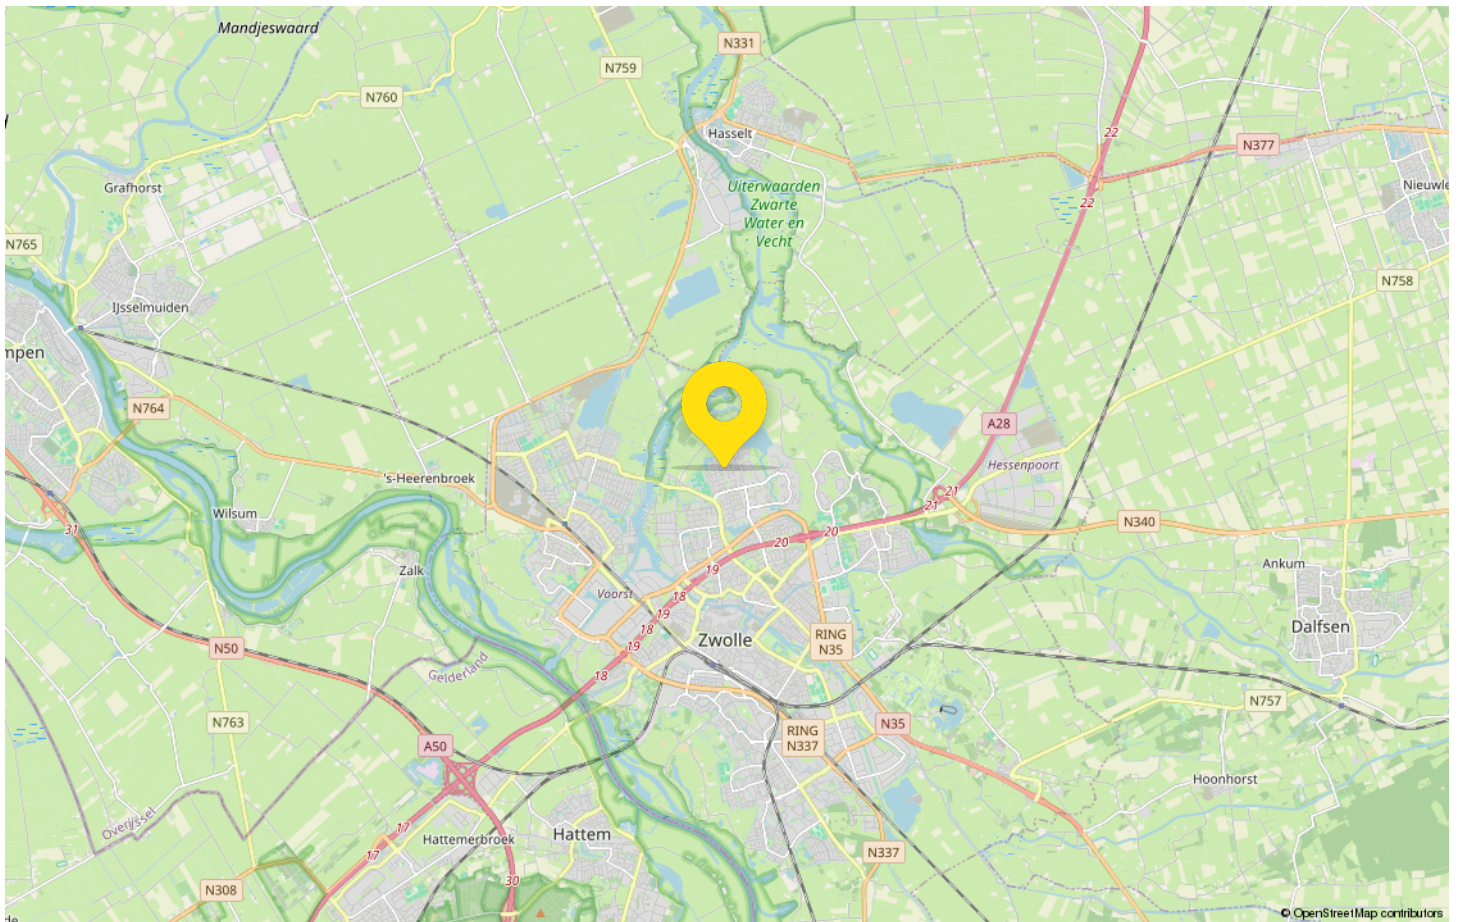 Mandjeswaard
N331
N759
N760
22
Hasselt
N377
Grafhorst
Uiterwaarden
Zwarte
Water en
Vecht
Nieuwle
22
N765
N758
IJsselmuiden
mpen
N764
A28
Hessenpoort
's-Heerenbroek
21
21
Wilsum
N340
31
20
20
Ankum
Zalk
19
Voorst
18
19
18
Dalfsen
Zwolle
RING
N35
N50
19
Gelderland
18
N757
N763
N35
RING
N337
A50
Hoonhorst
Overijssel
17
Hattem
Hattemerbroek
17
N337
30
N308
de
© OpenStreetMap contributors